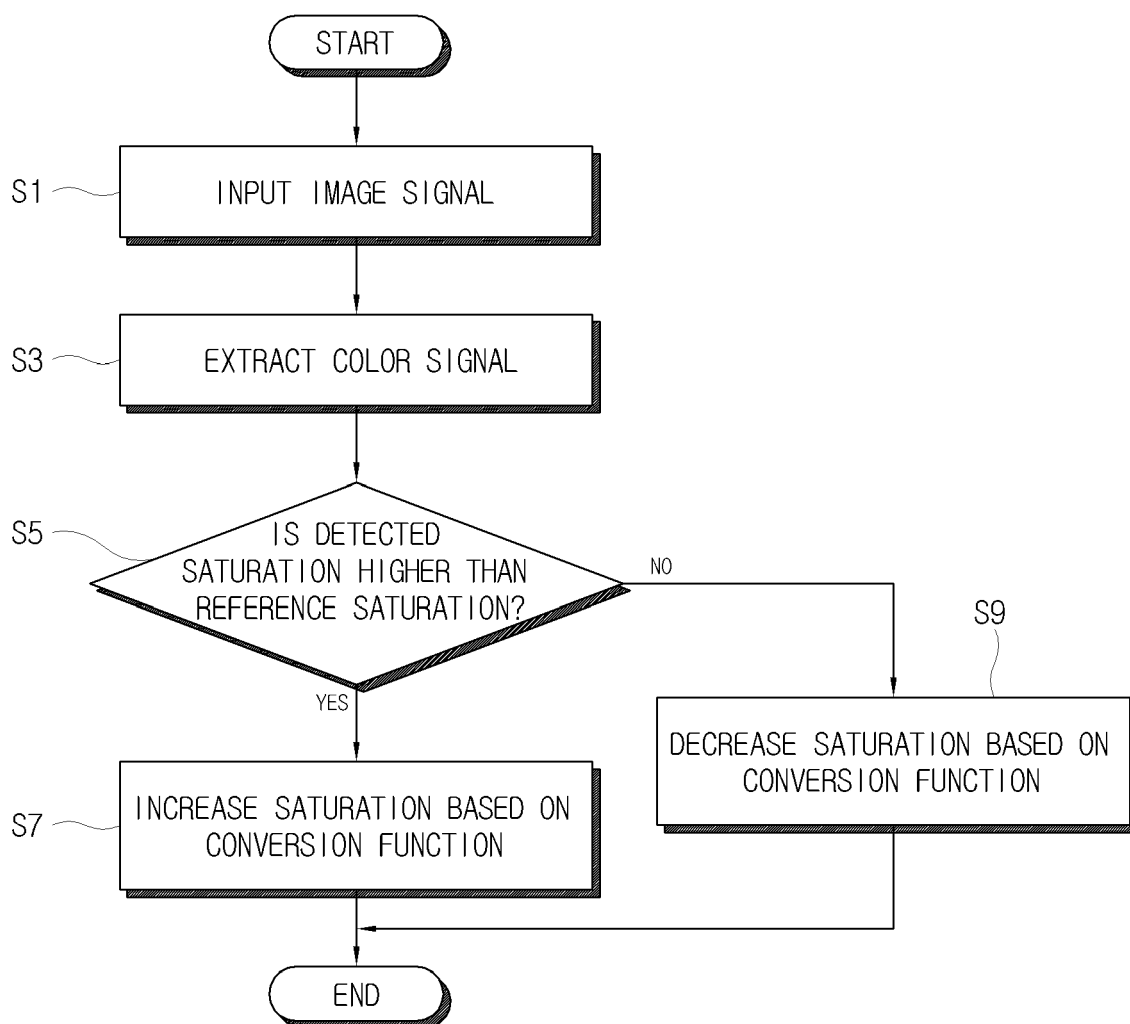 START
S1
INPUT IMAGE SIGNAL
S3
EXTRACT COLOR SIGNAL
S5
IS DETECTED
SATURATION HIGHER THAN
REFERENCE SATURATION?
NO
YES
S9
DECREASE SATURATION BASED ON
CONVERSION FUNCTION
S7
INCREASE SATURATION BASED ON
CONVERSION FUNCTION
END